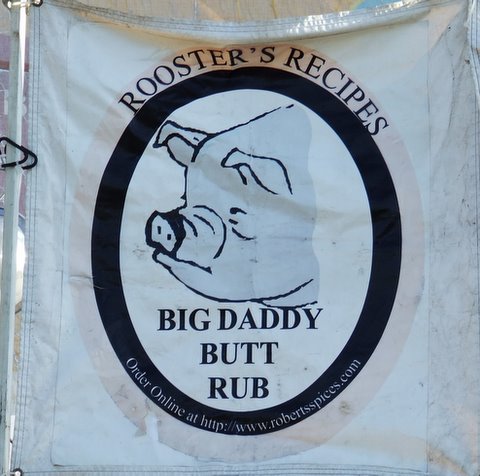 ROOSTER'S RECIPES
BIG DADDY
BUTT
RUB
Order Online at http://www.robertsspices.com